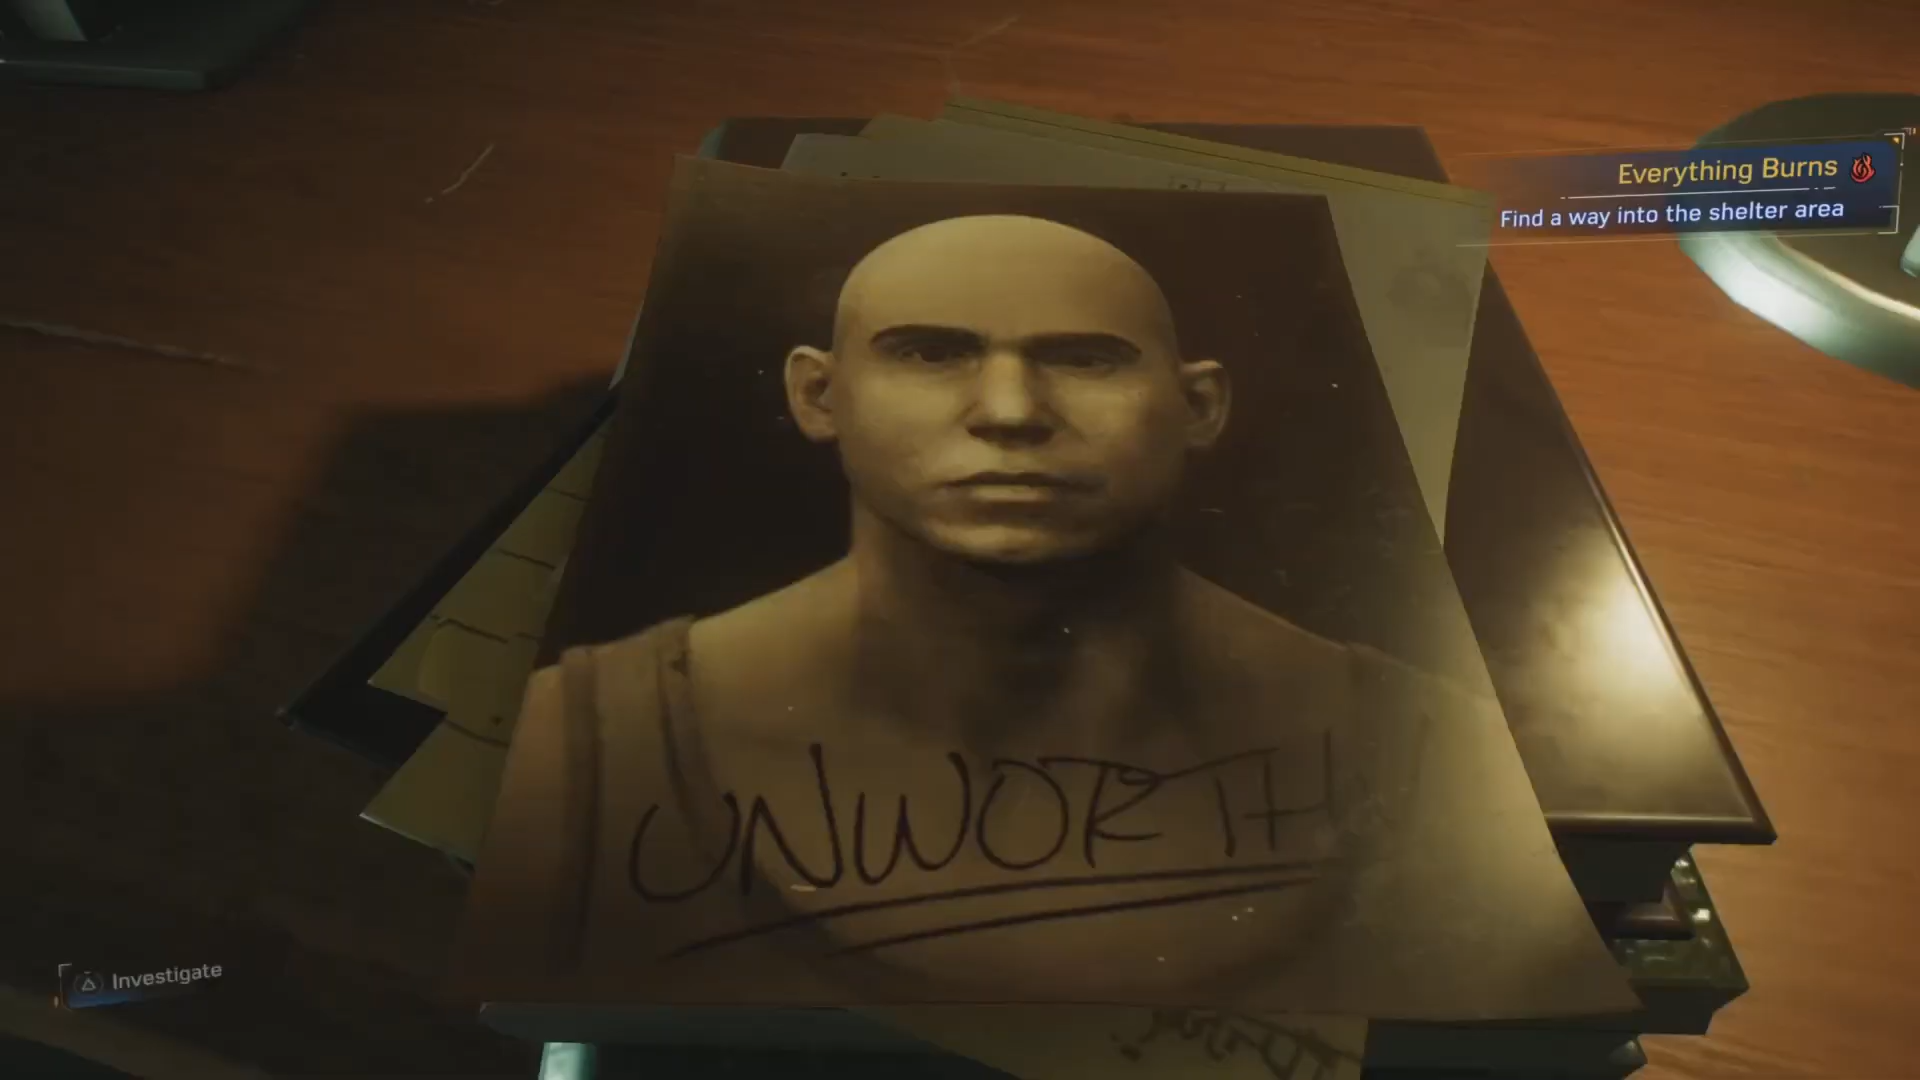 Everything Burns
Find a way into the shelter area
UNWORTH
Investigate